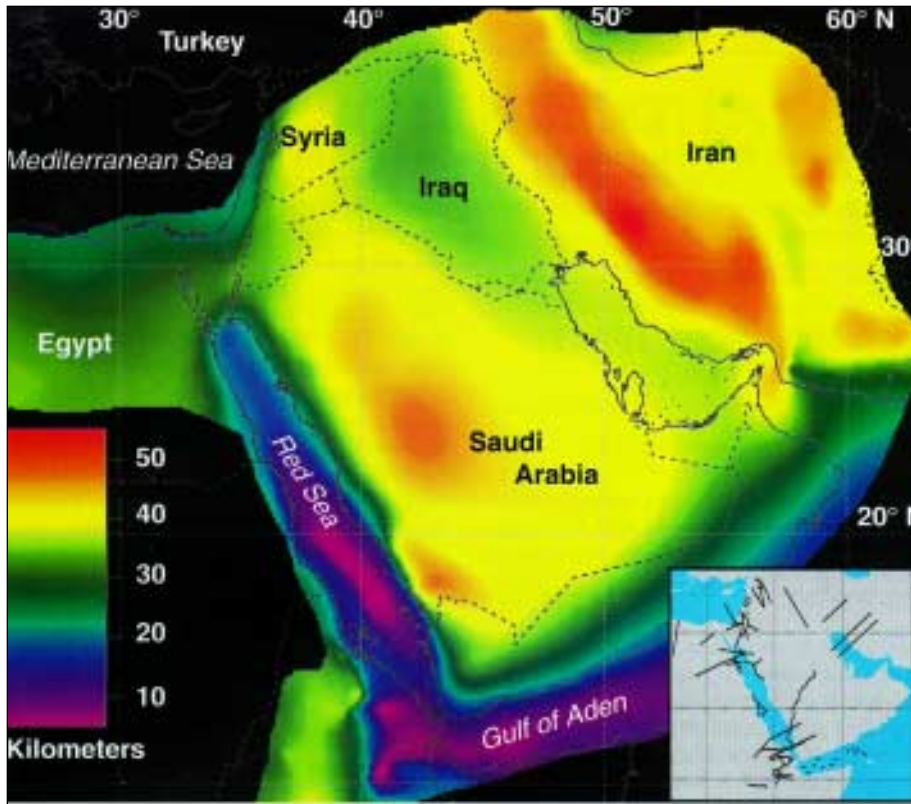 30°
40°
50°
60° N
Turkey
Syria
Mediterranean Sea
Iraq
Iran
30
Egypt
Red Sea
Saudi
Arabia
50
40
30
20
10
20° N
Gulf of Aden
Kilometers